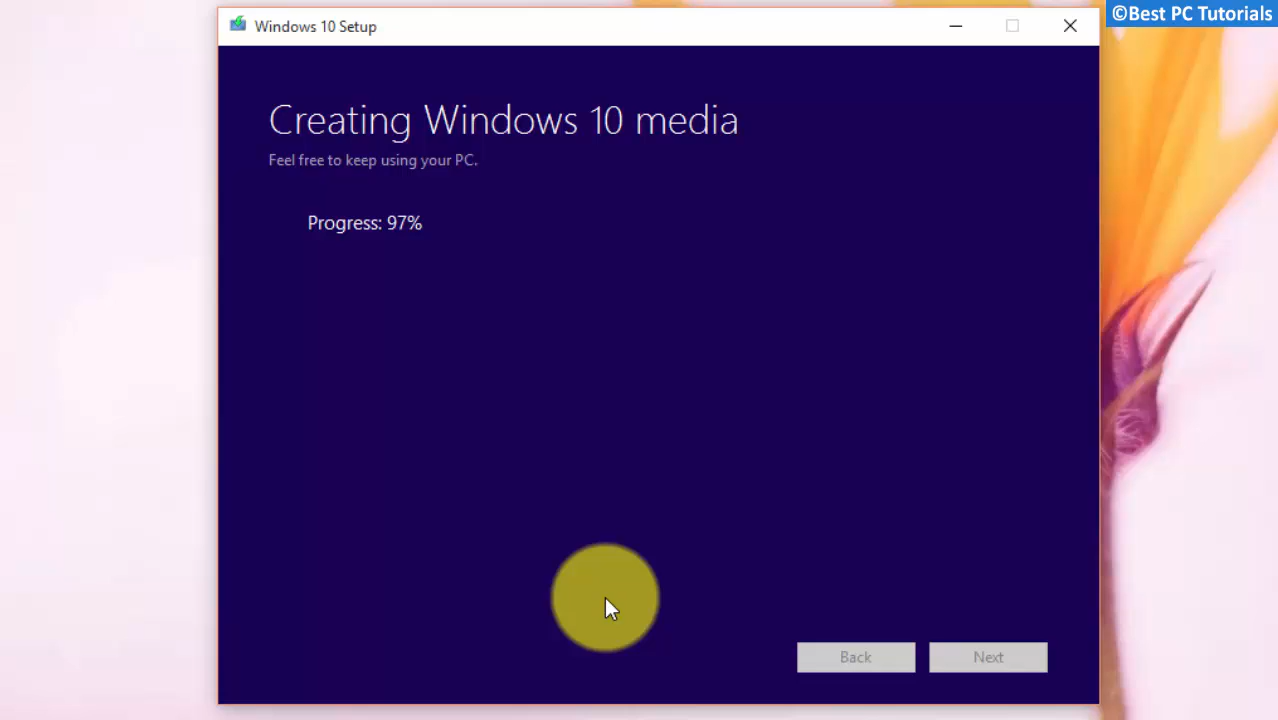 ©Best PC Tutorials
Windows 10 Setup
Creating Windows 10 media
Feel free to keep using your PC.
Progress: 97%
Back
Next